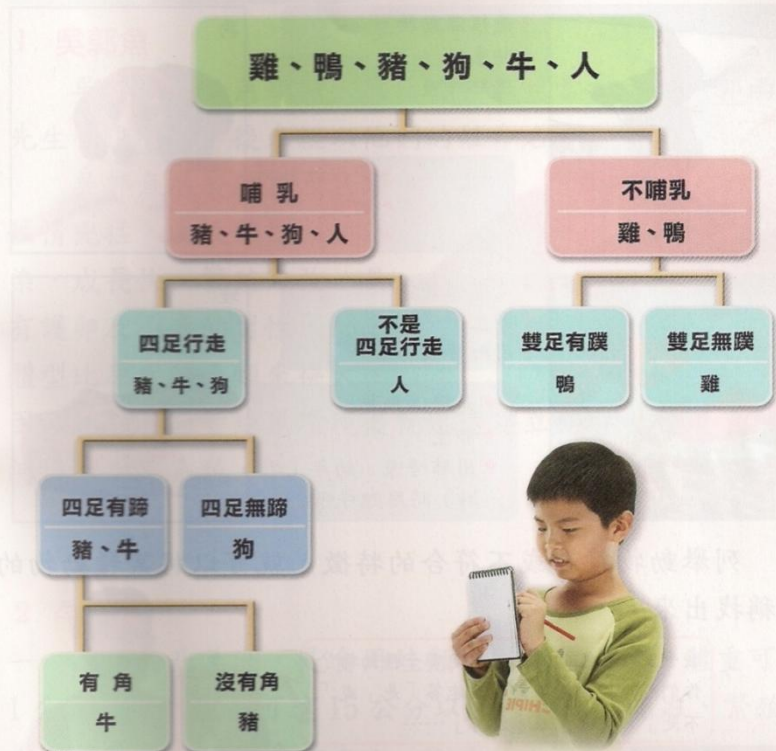 雞、鴨、豬、狗、牛、人
哺乳
豬、牛、狗、人
不哺乳
雞、鴨
四足行走
豬、牛、狗
不是
四足行走
人
雙足有蹼
鴨
雙足無蹼
雞
四足有蹄
豬、牛
四足無蹄
狗
有角
牛
沒有角
豬